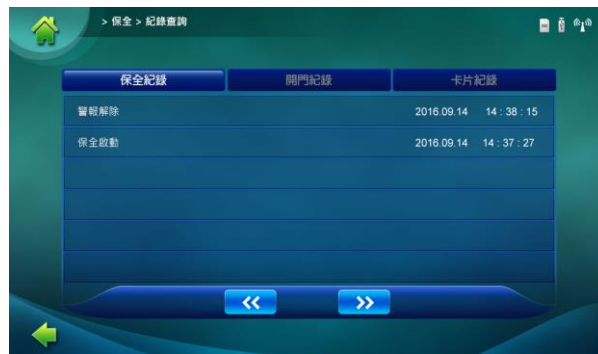 > 保全 > 紀錄查詢
保全紀錄 開門紀錄 卡片紀錄
警報解除 2016.09.14 14 : 38 : 15
保全啟動 2016.09.14 14 : 37 : 27